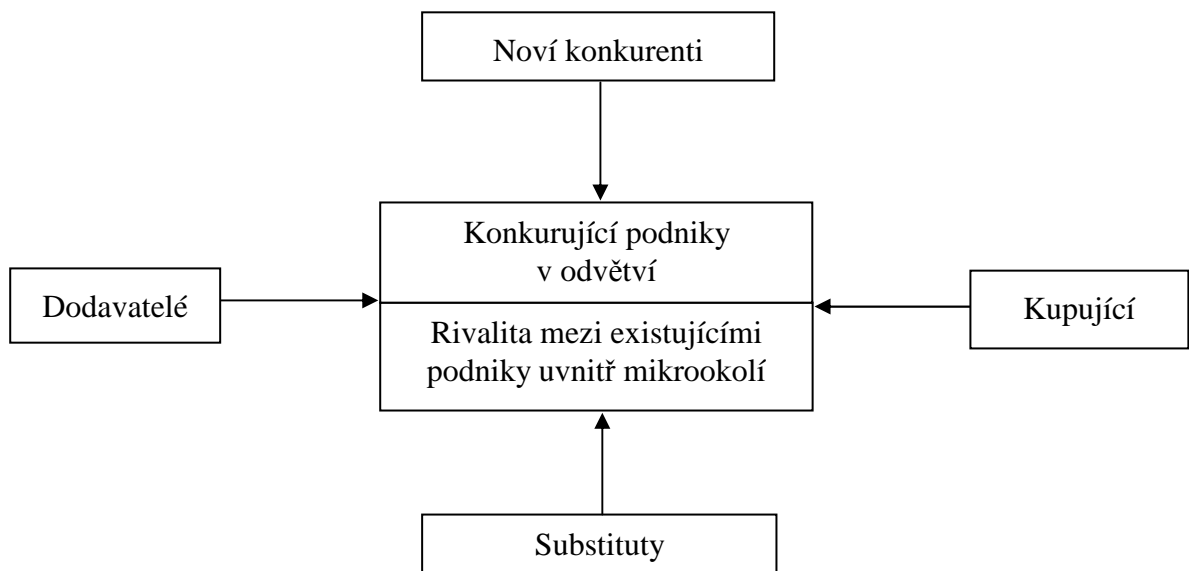 Noví konkurenti
Konkurující podniky
v odvětví
Dodavatelé
Kupující
Rivalita mezi existujícími
podniky uvnitř mikrookolí
Substituty